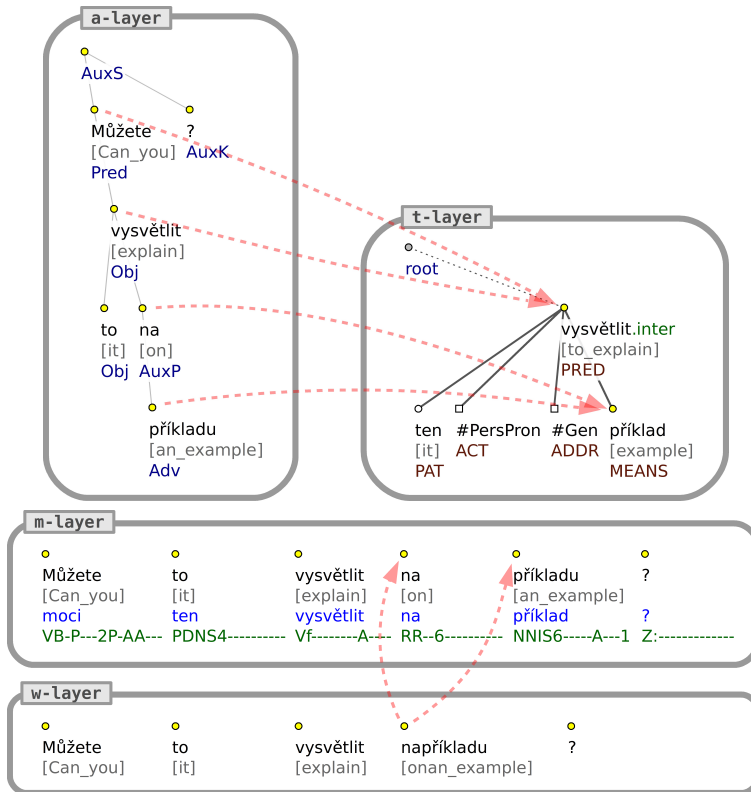 a-layer
AuxS
Můžete ?
[Can_you] AuxK
Pred
vysvětlit
[explain]
Obj
to na
[it] [on]
Obj AuxP
příkladu
[an_example]
Adv
t-layer
root
vysvětlit.inter
[to_explain]
PRED
ten #PersPron #Gen příklad
[it] ACT ADDR [example]
PAT MEANS
m-layer
Můžete to vysvětlit na příkladu ?
[Can_you] [it] [explain] [on] [an_example]
moci ten vysvětlit na příklad ?
VB-P---2P-AA--- PDNS4---------- Vf--------A---- RR--6---------- NNIS6-----A---1 Z:-------------
w-layer
Můžete to vysvětlit napříkladu ?
[Can_you] [it] [explain] [onan_example]